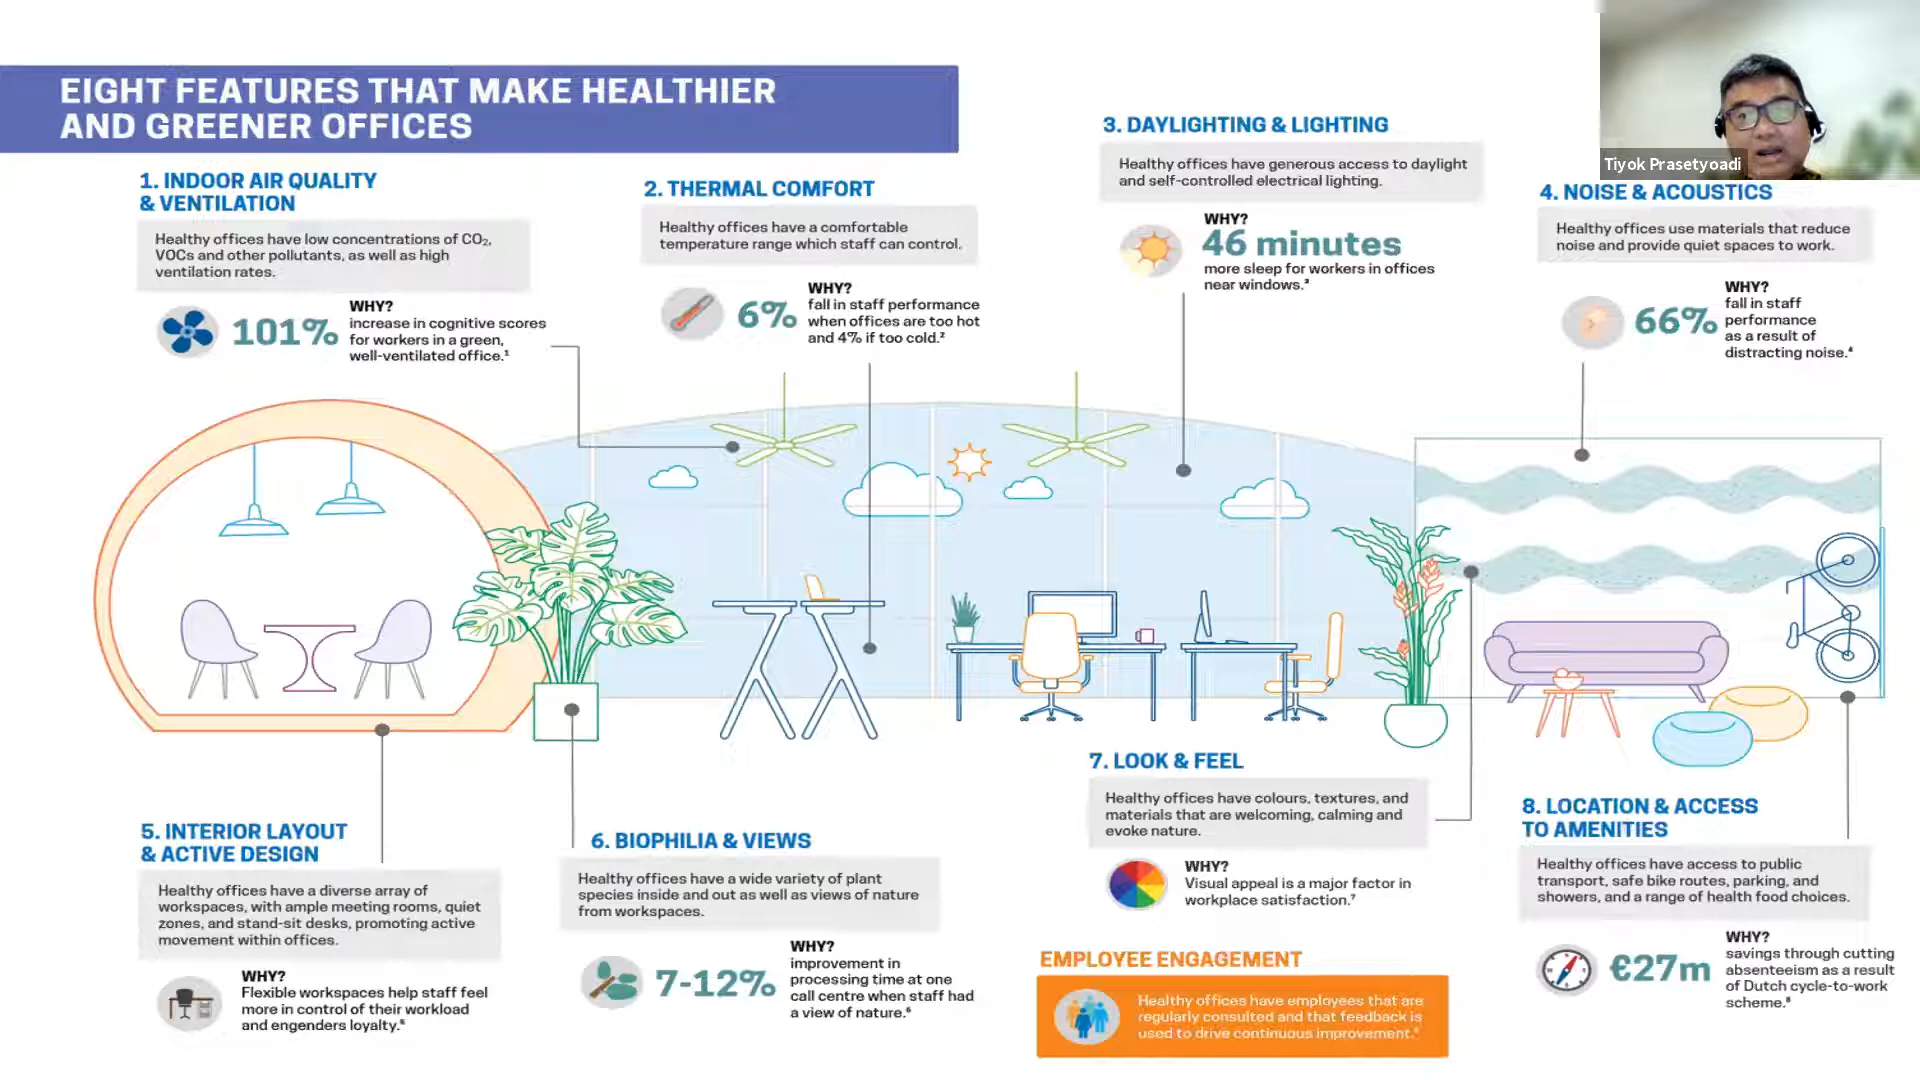 EIGHT FEATURES THAT MAKE HEALTHIER
AND GREENER OFFICES
Tiyok Prasetyoadi
1. INDOOR AIR QUALITY
& VENTILATION
Healthy offices have low concentrations of CO₂,
VOCs and other pollutants, as well as high
ventilation rates.
WHY?
101%
increase in cognitive scores
for workers in a green,
well-ventilated office.¹
2. THERMAL COMFORT
Healthy offices have a comfortable
temperature range which staff can control.
WHY?
6%
fall in staff performance
when offices are too hot
and 4% if too cold.²
3. DAYLIGHTING & LIGHTING
Healthy offices have generous access to daylight
and self-controlled electrical lighting.
WHY?
46 minutes
more sleep for workers in offices
near windows.³
4. NOISE & ACOUSTICS
Healthy offices use materials that reduce
noise and provide quiet spaces to work.
WHY?
66%
fall in staff
performance
as a result of
distracting noise.⁴
5. INTERIOR LAYOUT
& ACTIVE DESIGN
Healthy offices have a diverse array of
workspaces, with ample meeting rooms, quiet
zones, and stand-sit desks, promoting active
movement within offices.
WHY?
Flexible workspaces help staff feel
more in control of their workload
and engenders loyalty.⁵
6. BIOPHILIA & VIEWS
Healthy offices have a wide variety of plant
species inside and out as well as views of nature
from workspaces.
WHY?
7-12%
improvement in
processing time at one
call centre when staff had
a view of nature.⁶
7. LOOK & FEEL
Healthy offices have colours, textures, and
materials that are welcoming, calming and
evoke nature.
WHY?
Visual appeal is a major factor in
workplace satisfaction.⁷
EMPLOYEE ENGAGEMENT
Healthy offices have employees that are
regularly consulted and that feedback is
used to drive continuous improvement.⁹
8. LOCATION & ACCESS
TO AMENITIES
Healthy offices have access to public
transport, safe bike routes, parking, and
showers, and a range of health food choices.
WHY?
€27m
savings through cutting
absenteeism as a result
of Dutch cycle-to-work
scheme.⁸